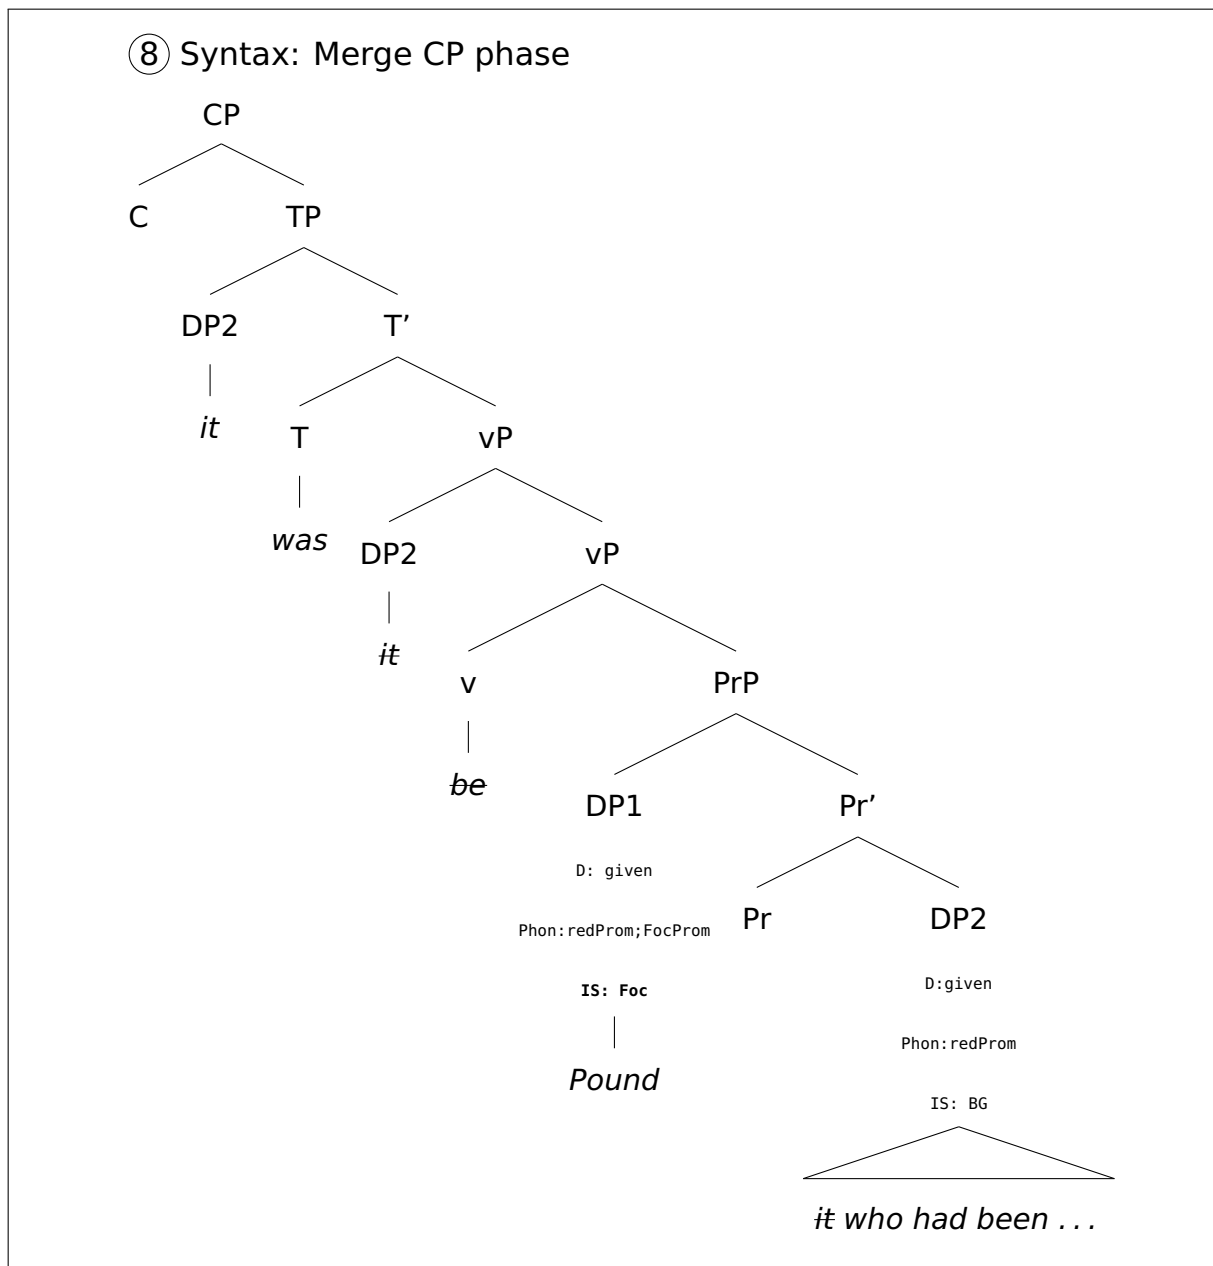 ⑧ Syntax: Merge CP phase
CP
C TP
DP2 T’
it T vP
was DP2 vP
it v PrP
be DP1 Pr’
D: given
Phon:redProm;FocProm Pr DP2
IS: Foc D:given
Phon:redProm
Pound IS: BG
it who had been ...